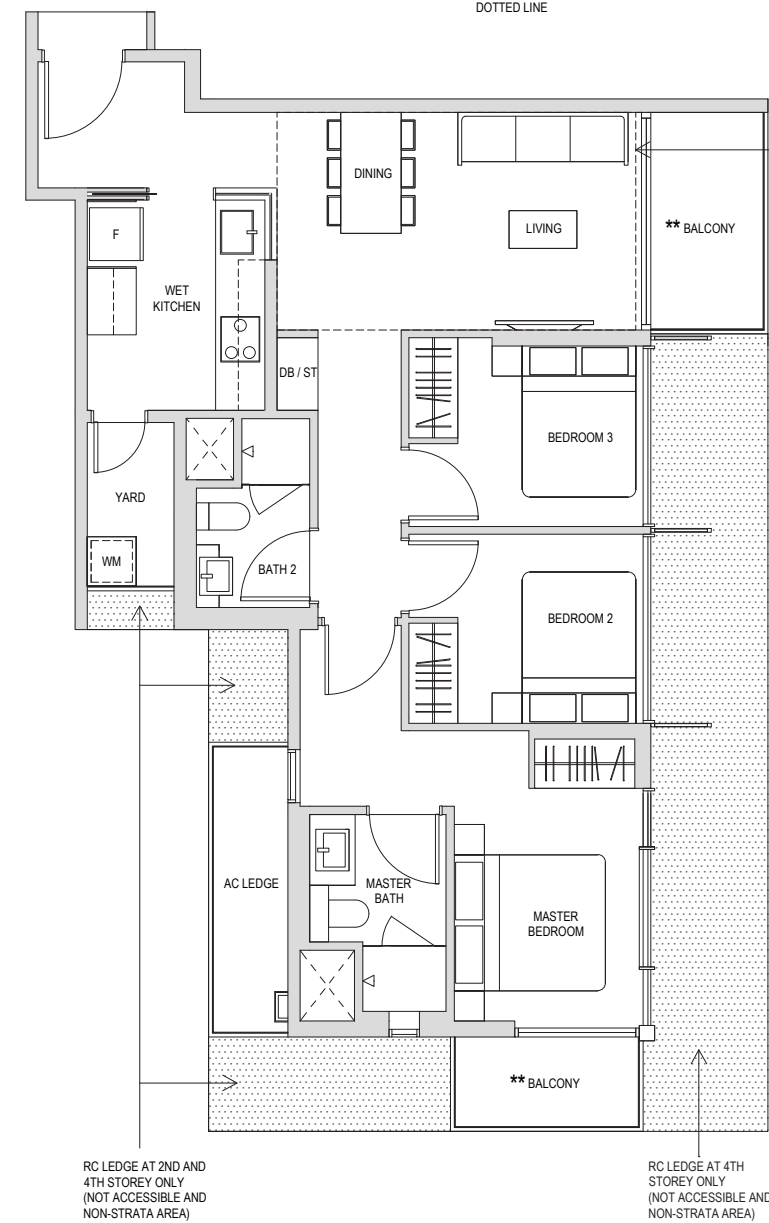 DOTTED LINE
DINING
LIVING
** BALCONY
F
WET
KITCHEN
DB / ST
BEDROOM 3
YARD
WM
BATH 2
BEDROOM 2
AC LEDGE
MASTER
BATH
MASTER
BEDROOM
** BALCONY
RC LEDGE AT 2ND AND
4TH STOREY ONLY
(NOT ACCESSIBLE AND
NON-STRATA AREA)
RC LEDGE AT 4TH
STOREY ONLY
(NOT ACCESSIBLE AND
NON-STRATA AREA)